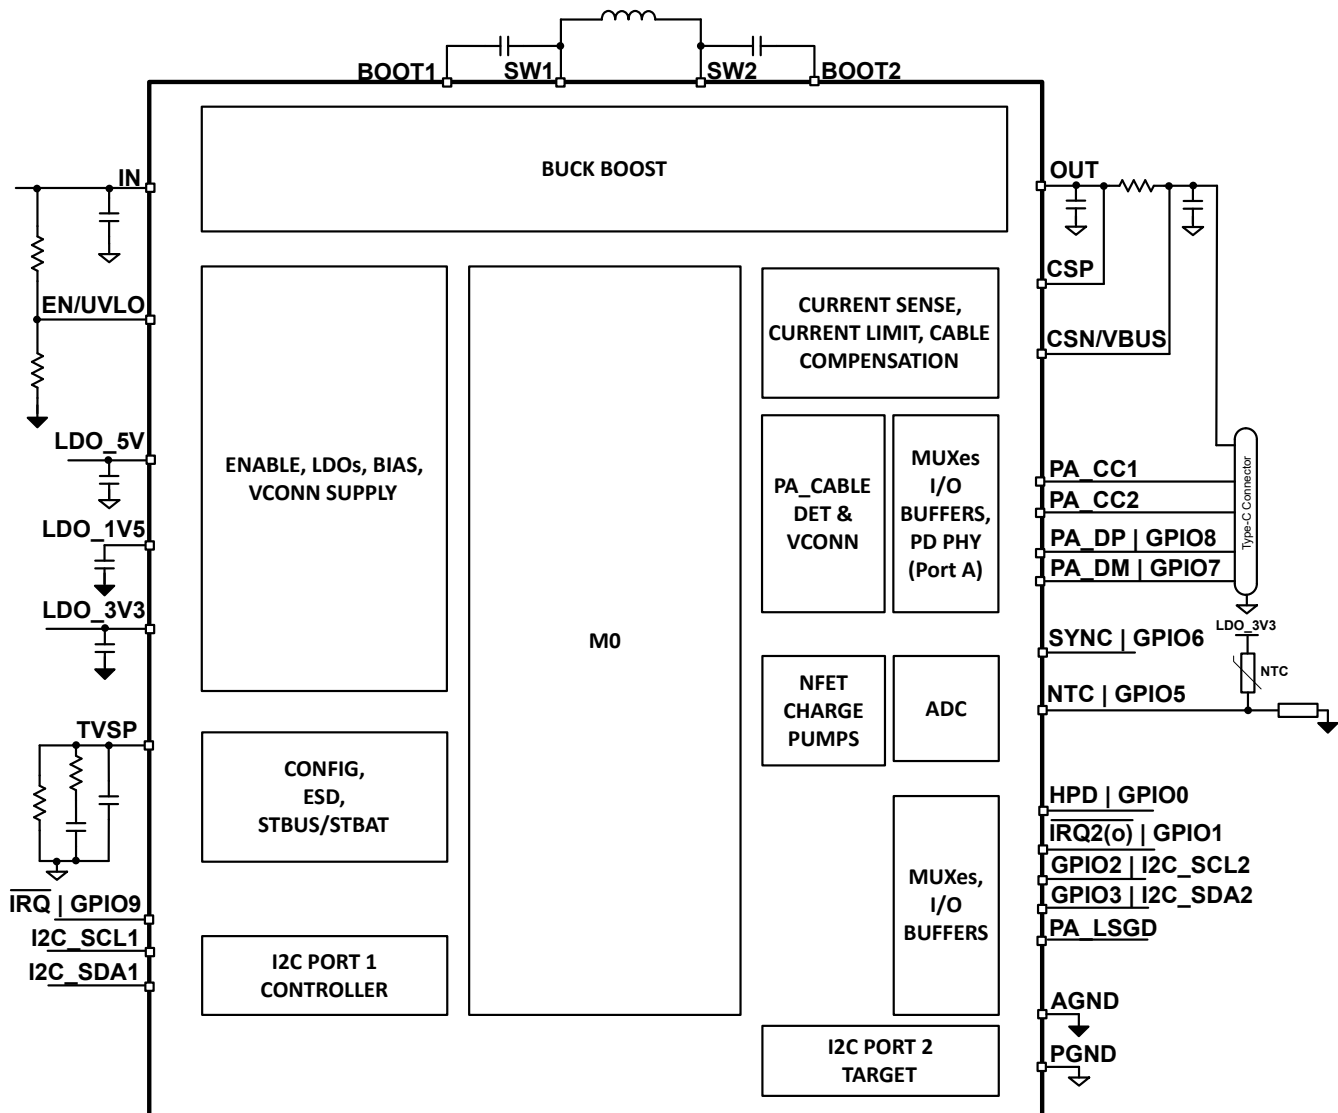 BOOT1
SW1
SW2
BOOT2
BUCK BOOST
IN
OUT
CSP
EN/UVLO
CSN/VBUS
CURRENT SENSE,
CURRENT LIMIT, CABLE
COMPENSATION
LDO_5V
LDO_1V5
LDO_3V3
ENABLE, LDOs, BIAS,
VCONN SUPPLY
M0
PA_CABLE
DET &
VCONN
MUXes
I/O
BUFFERS,
PD PHY
(Port A)
PA_CC1
PA_CC2
PA_DP | GPIO8
PA_DM | GPIO7
Type-C Connector
SYNC | GPIO6
LDO_3V3
NTC
NTC | GPIO5
NFET
CHARGE
PUMPS
ADC
TVSP
CONFIG,
ESD,
STBUS/STBAT
HPD | GPIO0
IRQ2(o) | GPIO1
GPIO2 | I2C_SCL2
GPIO3 | I2C_SDA2
PA_LSGD
MUXes,
I/O
BUFFERS
IRQ | GPIO9
I2C_SCL1
I2C_SDA1
I2C PORT 1
CONTROLLER
AGND
PGND
I2C PORT 2
TARGET